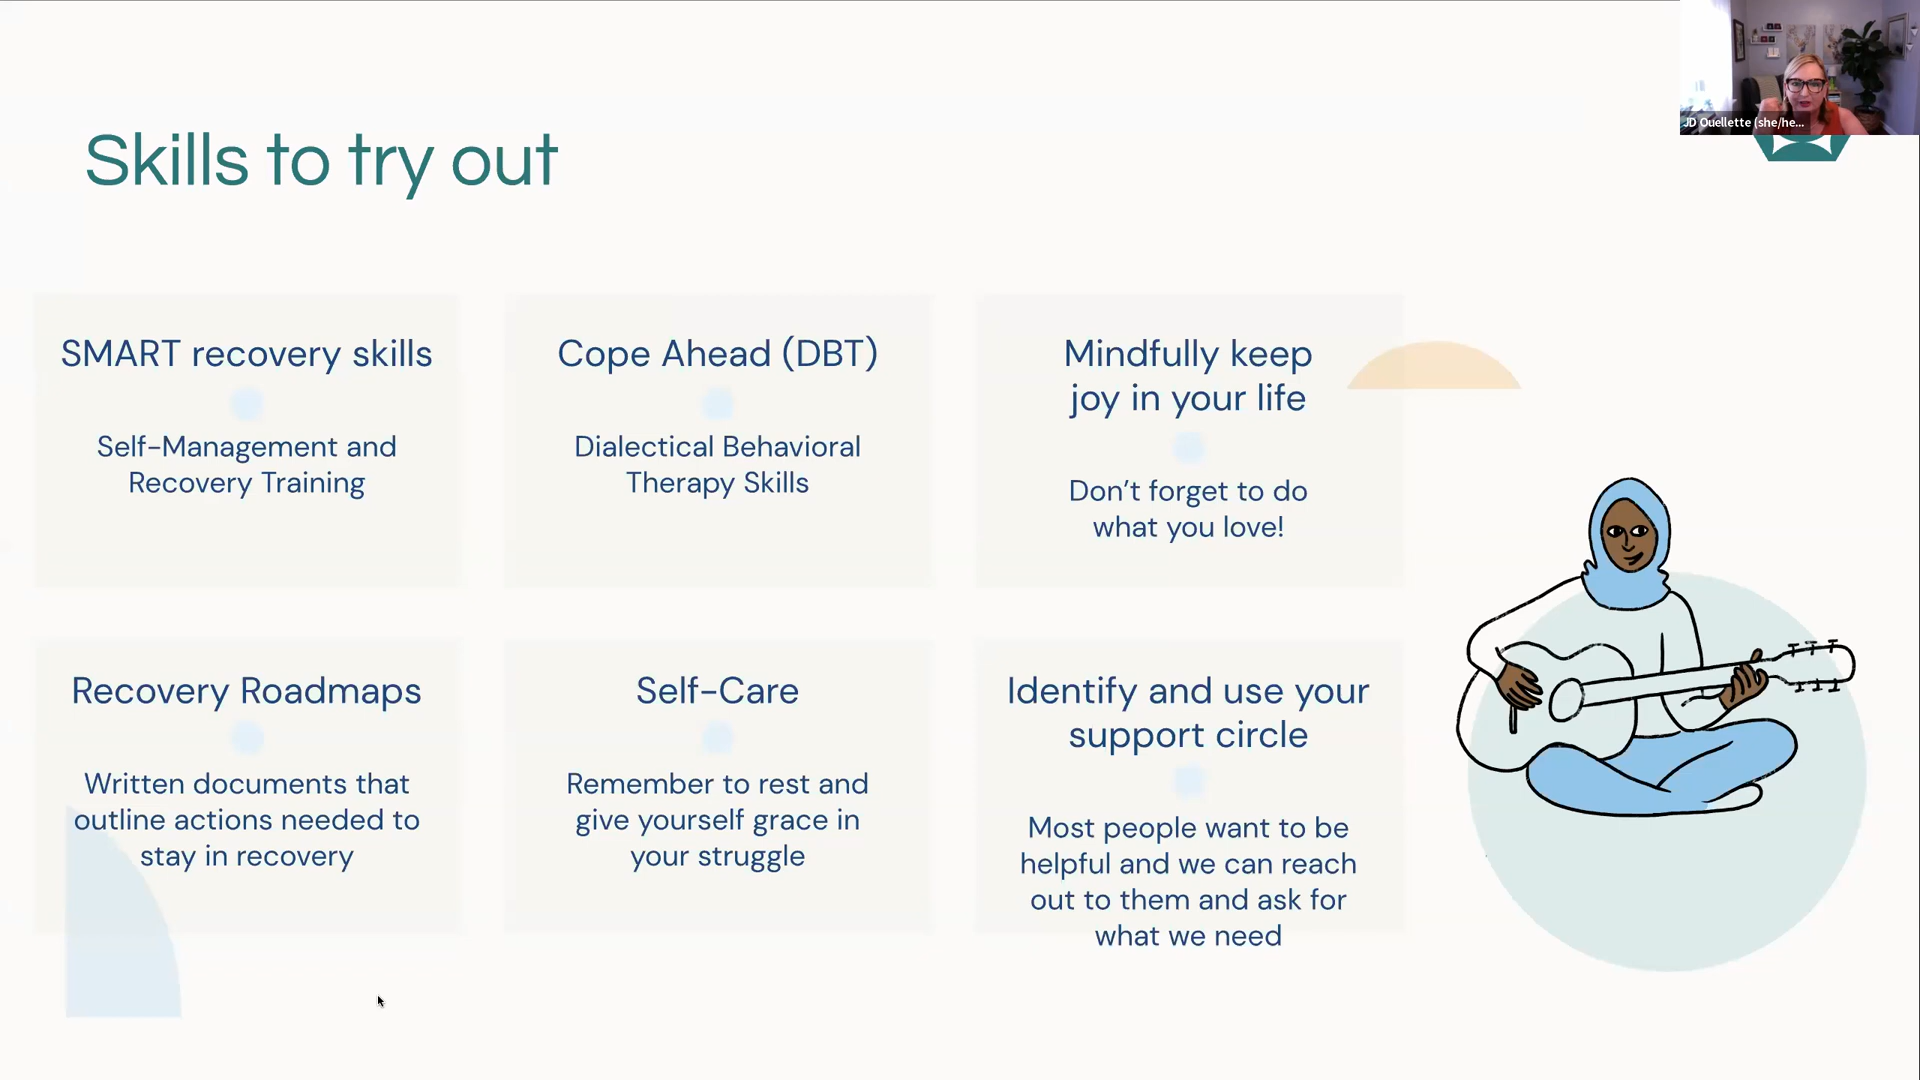 JD Ouellette (she/he...
Skills to try out
SMART recovery skills
Self-Management and
Recovery Training
Cope Ahead (DBT)
Dialectical Behavioral
Therapy Skills
Mindfully keep
joy in your life
Don’t forget to do
what you love!
Recovery Roadmaps
Written documents that
outline actions needed to
stay in recovery
Self-Care
Remember to rest and
give yourself grace in
your struggle
Identify and use your
support circle
Most people want to be
helpful and we can reach
out to them and ask for
what we need